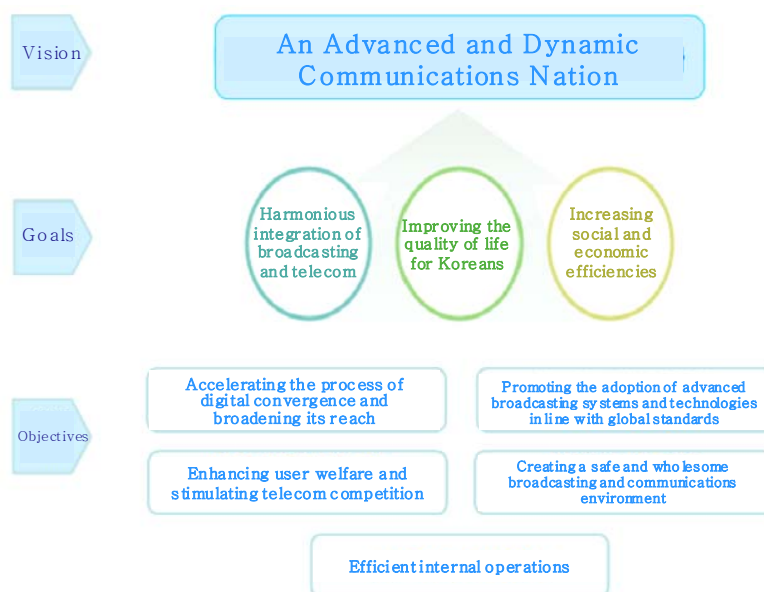 Vision
An Advanced and Dynamic
Communications Nation
Goals
Harmonious
integration of
broadcasting
and telecom
Improving the
quality of life
for Koreans
Increasing
social and
economic
efficiencies
Objectives
Accelerating the process of
digital convergence and
broadening its reach
Promoting the adoption of advanced
broadcasting systems and technologies
in line with global standards
Enhancing user welfare and
stimulating telecom competition
Creating a safe and wholesome
broadcasting and communications
environment
Efficient internal operations